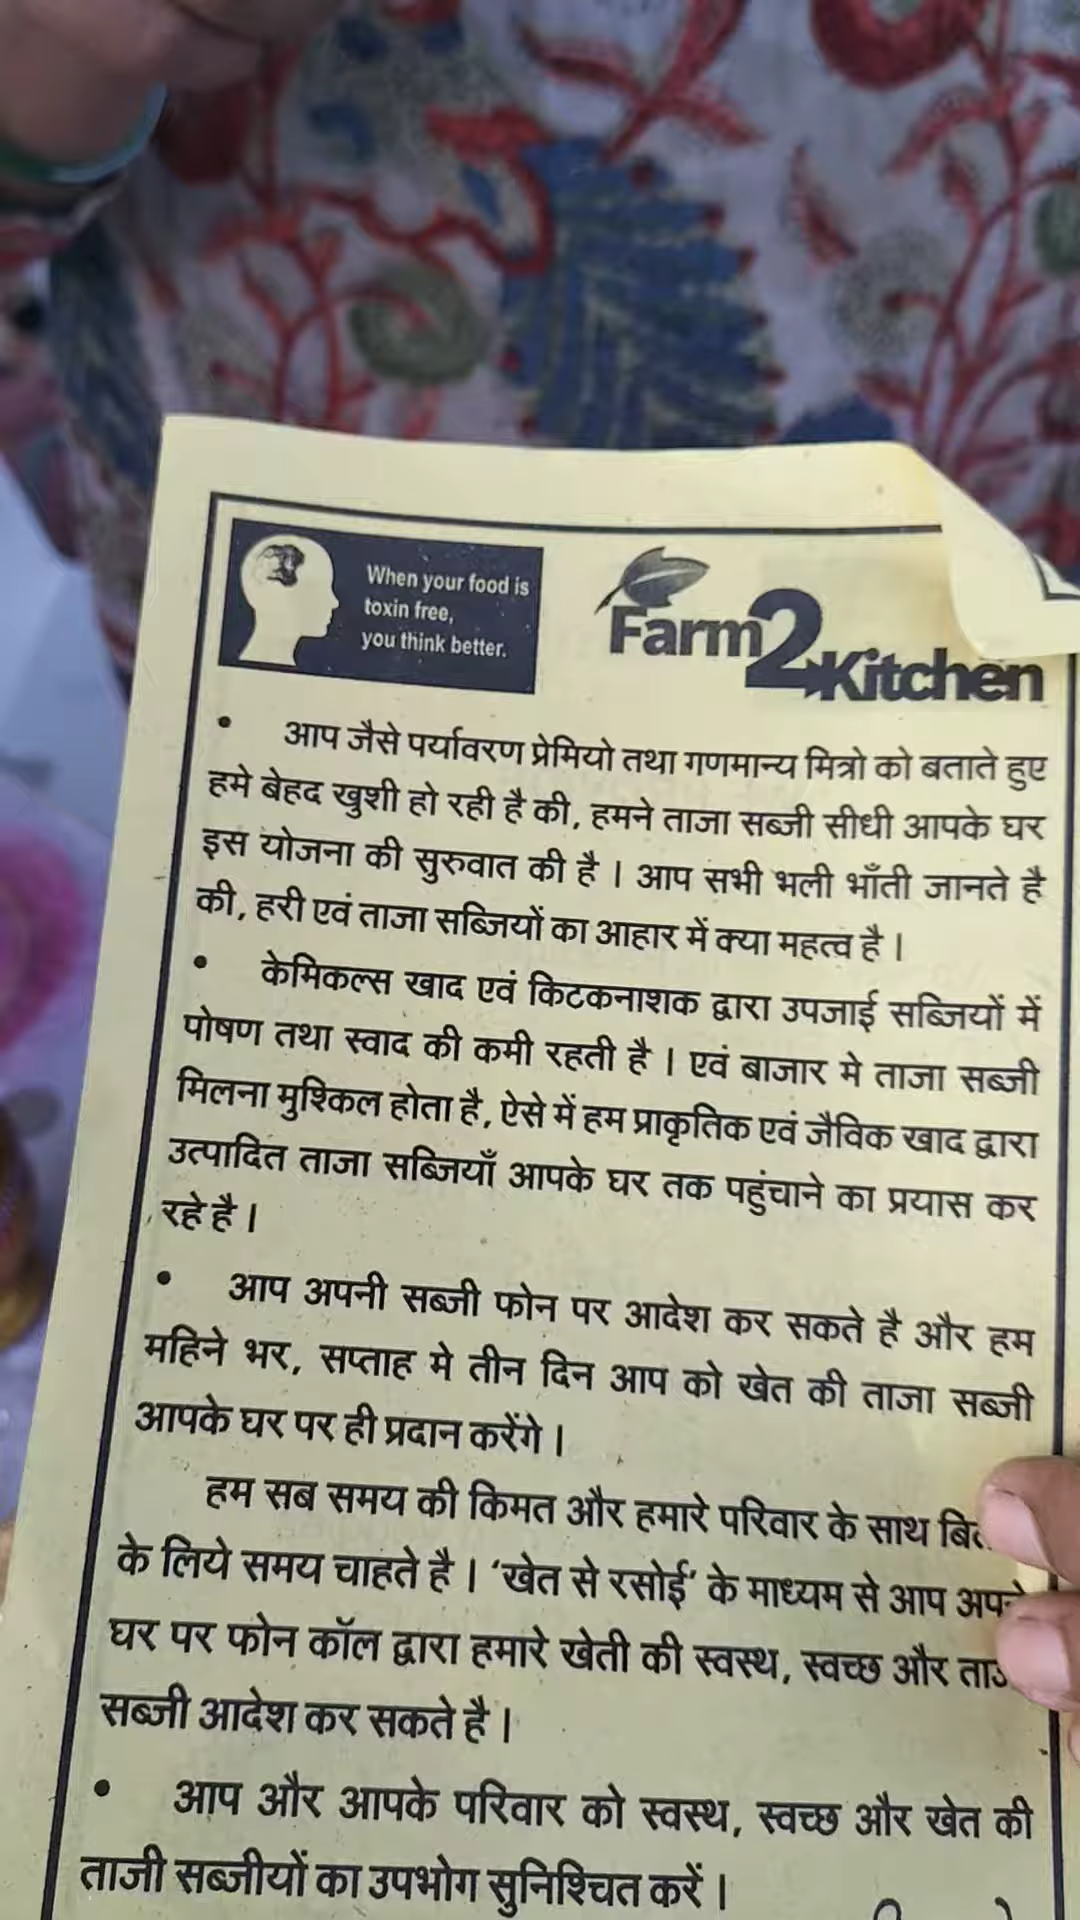 When your food is
toxin free,
you think better.
Farm2Kitchen
• आप जैसे पर्यावरण प्रेमियो तथा गणमान्य मित्रो को बताते हुए
हमे बेहद खुशी हो रही है की, हमने ताजा सब्जी सीधी आपके घर
इस योजना की सुरुवात की है । आप सभी भली भाँती जानते है
की, हरी एवं ताजा सब्जियों का आहार में क्या महत्व है ।
• केमिकल्स खाद एवं किटकनाशक द्वारा उपजाई सब्जियों में
पोषण तथा स्वाद की कमी रहती है । एवं बाजार मे ताजा सब्जी
मिलना मुश्किल होता है, ऐसे में हम प्राकृतिक एवं जैविक खाद द्वारा
उत्पादित ताजा सब्जियाँ आपके घर तक पहुंचाने का प्रयास कर
रहे है ।
• आप अपनी सब्जी फोन पर आदेश कर सकते है और हम
महिने भर, सप्ताह मे तीन दिन आप को खेत की ताजा सब्जी
आपके घर पर ही प्रदान करेंगे ।
हम सब समय की किमत और हमारे परिवार के साथ
के लिये समय चाहते है । ‘खेत से रसोई’ के माध्यम से आप अपने
घर पर फोन कॉल द्वारा हमारे खेती की स्वस्थ, स्वच्छ और
सब्जी आदेश कर सकते है ।
• आप और आपके परिवार को स्वस्थ, स्वच्छ और खेत की
ताजी सब्जीयों का उपभोग सुनिश्चित करें ।